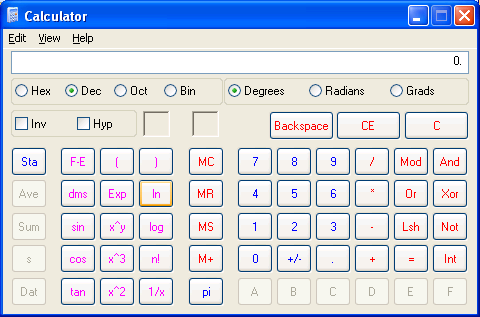 Calculator
Edit View Help
0.
Hex Dec Oct Bin Degrees Radians Grads
Inv Hyp Backspace CE C
Sta F-E ( ) MC 7 8 9 / Mod And
Ave dms Exp ln MR 4 5 6 * Or Xor
Sum sin x^y log MS 1 2 3 - Lsh Not
s cos x^3 n! M+ 0 +/- . + = Int
Dat tan x^2 1/x pi A B C D E F